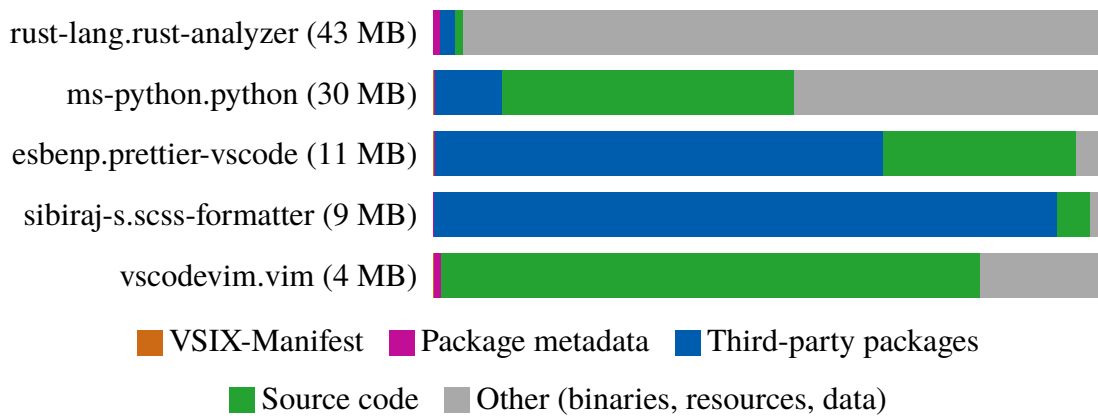 rust-lang.rust-analyzer (43 MB)
ms-python.python (30 MB)
esbenp.prettier-vscode (11 MB)
sibiraj-s.scss-formatter (9 MB)
vscodevim.vim (4 MB)
VSIX-Manifest Package metadata Third-party packages
Source code Other (binaries, resources, data)